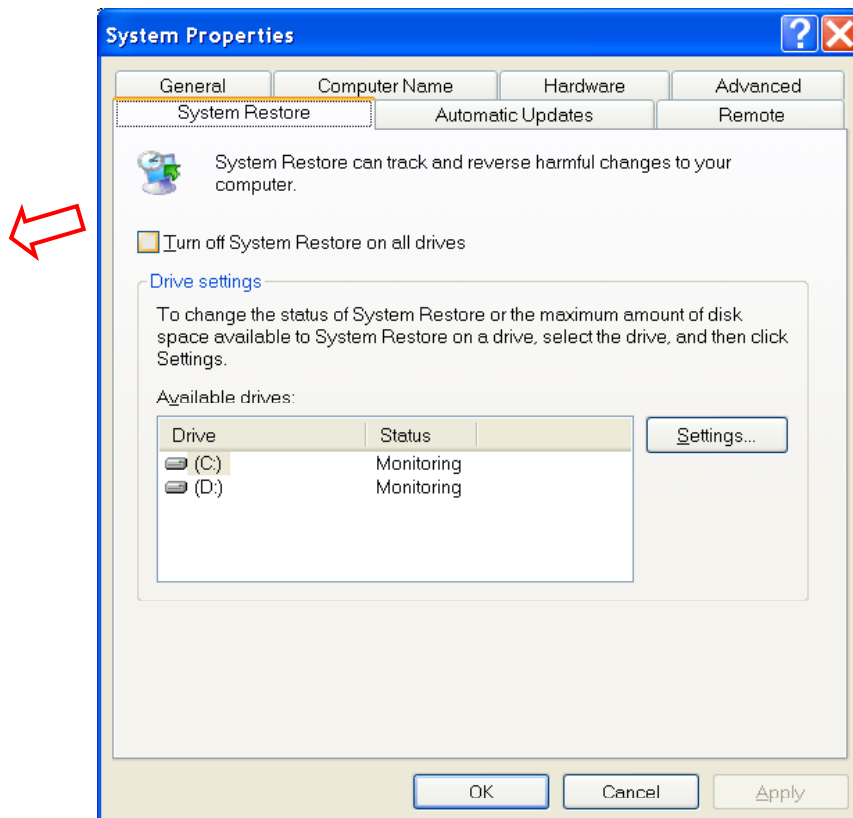 System Properties
General Computer Name Hardware Advanced
System Restore Automatic Updates Remote
System Restore can track and reverse harmful changes to your
computer.
Turn off System Restore on all drives
Drive settings
To change the status of System Restore or the maximum amount of disk
space available to System Restore on a drive, select the drive, and then click
Settings.
Available drives:
Drive Status
Settings...
(C:) Monitoring
(D:) Monitoring
OK Cancel Apply